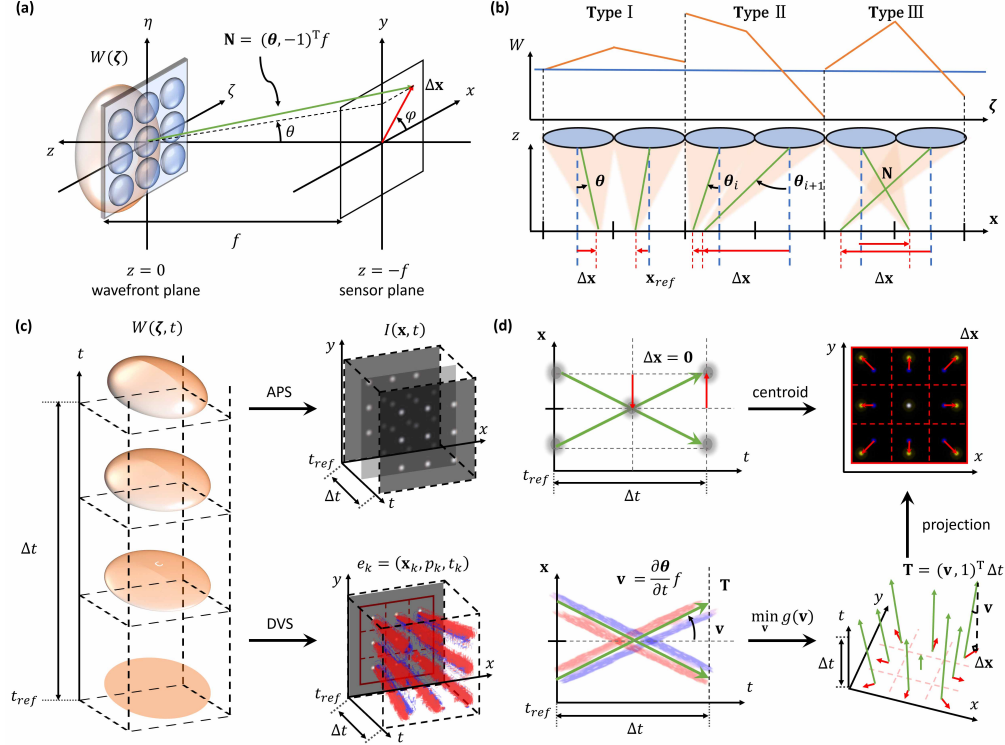 (a)
η
y
N = (θ, −1)ᵀf
W(ζ)
Δx
ζ
x
φ
θ
z
f
z = 0
z = −f
wavefront plane
sensor plane
(b)
Type Ⅰ
Type Ⅱ
Type Ⅲ
W
ζ
z
θ
θᵢ
θᵢ₊₁
N
x
Δx
x_ref
Δx
Δx
(c)
W(ζ, t)
I(x, t)
t
y
APS
x
t_ref
Δt
t
Δt
e_k = (x_k, p_k, t_k)
y
DVS
x
t_ref
t_ref
Δt
t
(d)
x
Δx
Δx = 0
y
centroid
t
x
t_ref
Δt
projection
x
v = ∂θ/∂t f
T
T = (v, 1)ᵀ Δt
v
min g(v)
v
t
y
v
t
Δt
Δx
t_ref
Δt
x